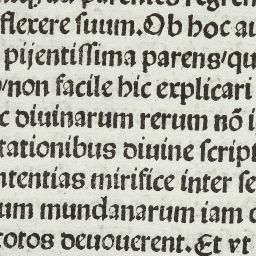 flexere suum. Ob hoc au
pijentissima parens/qu
/non facile hic explicari
c diuinarum rerum nō i
tationibus diuine script
ntentias mirifice inter se
um mundanarum iam c
totos deuouerent. Et vt